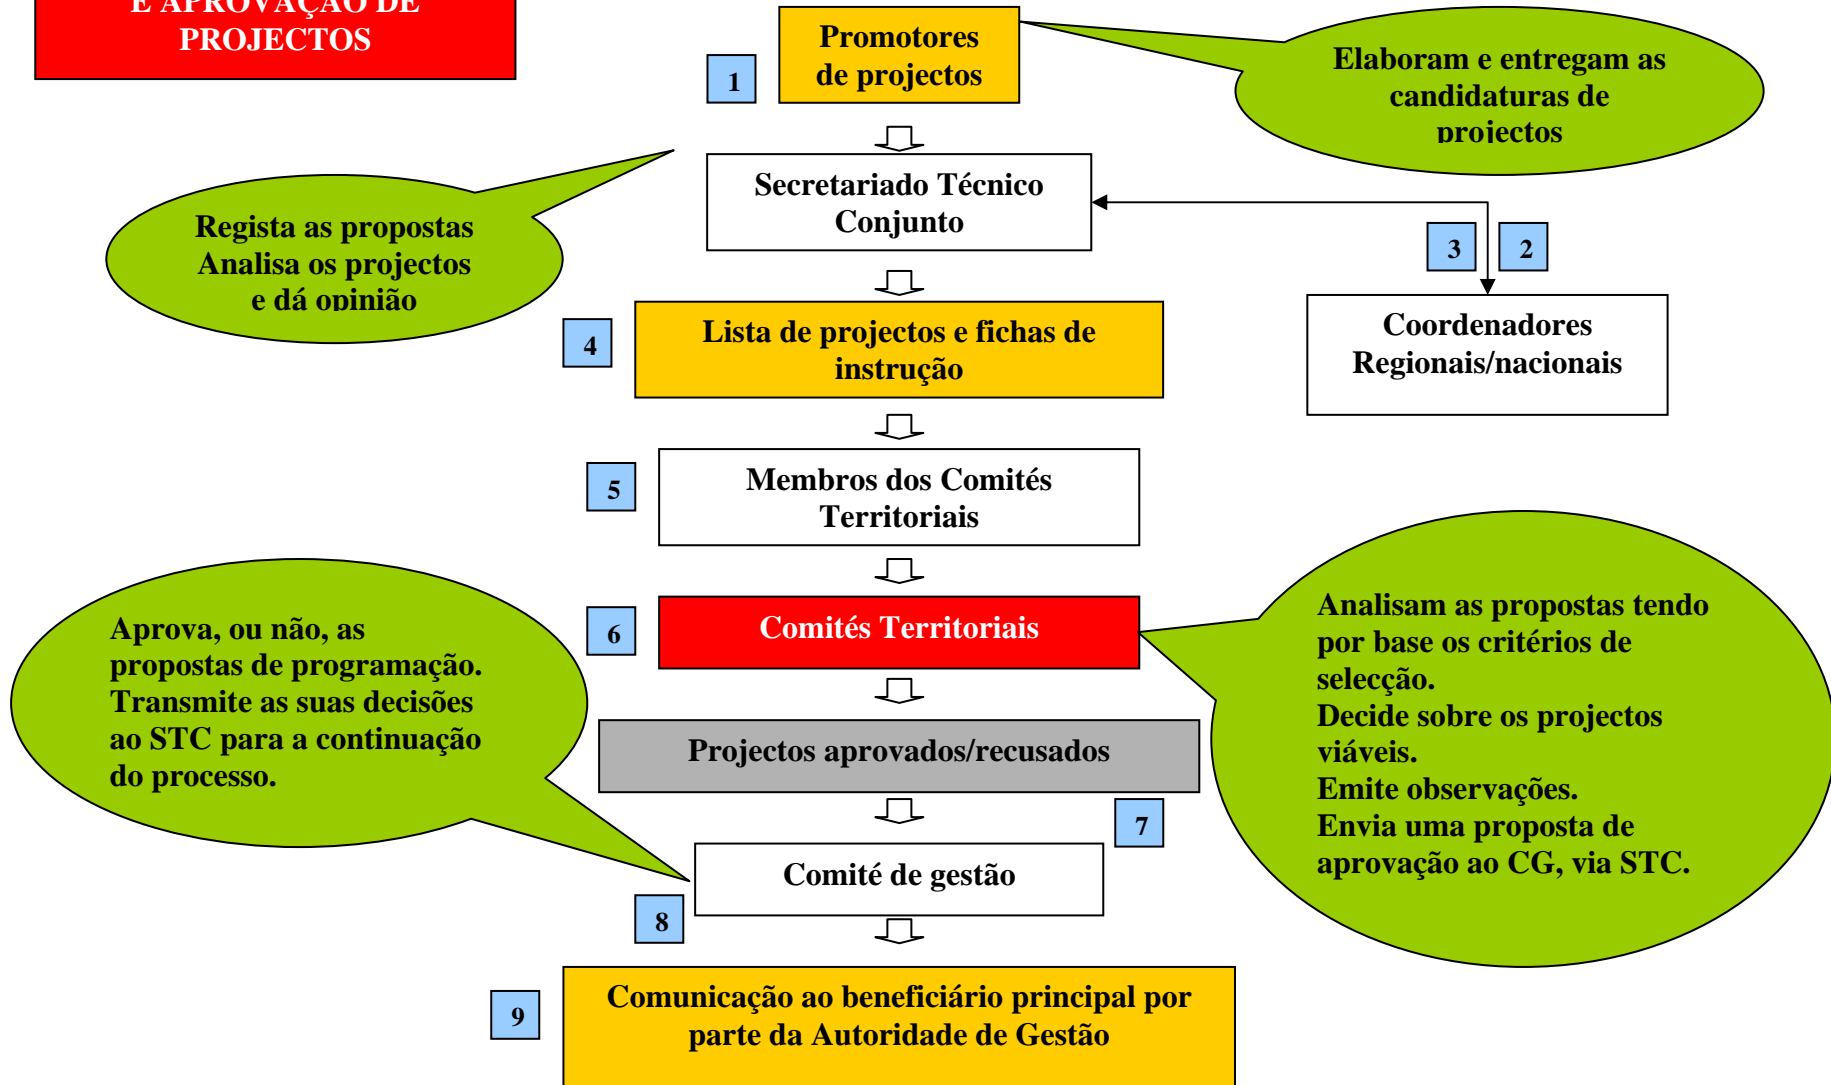 E APROVAÇÃO DE
PROJECTOS
Promotores
de projectos
1
Elaboram e entregam as
candidaturas de
projectos
Secretariado Técnico
Conjunto
Regista as propostas
Analisa os projectos
e dá opinião
3
2
Coordenadores
Regionais/nacionais
4
Lista de projectos e fichas de
instrução
5
Membros dos Comités
Territoriais
6
Comités Territoriais
Analisam as propostas tendo
por base os critérios de
selecção.
Decide sobre os projectos
viáveis.
Emite observações.
Envia uma proposta de
aprovação ao CG, via STC.
Aprova, ou não, as
propostas de programação.
Transmite as suas decisões
ao STC para a continuação
do processo.
Projectos aprovados/recusados
7
Comité de gestão
8
9
Comunicação ao beneficiário principal por
parte da Autoridade de Gestão